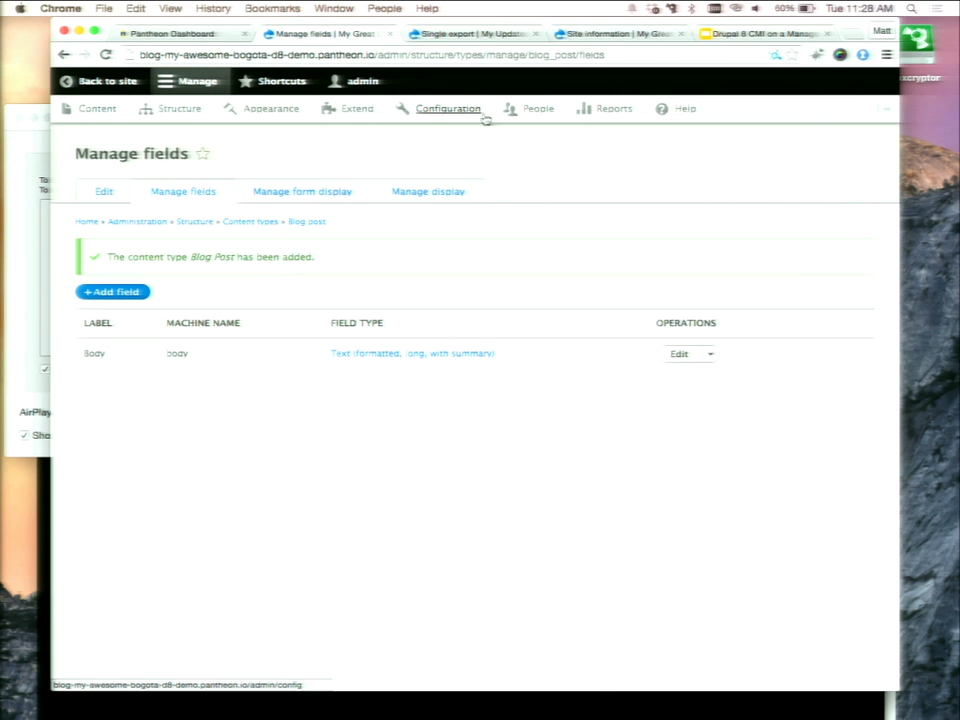 Chrome File Edit View History Bookmarks Window People Help 60% Tue 11:28 AM
Pantheon Dashboard Manage fields | My Great Single export | My Update Site information | My Great Drupal 8 CMI on a Manag Matt
blog-my-awesome-bogota-d8-demo.pantheon.io/admin/structure/types/manage/blog_post/fields
Back to site Manage Shortcuts admin
Content Structure Appearance Extend Configuration People Reports Help
Manage fields
Edit Manage fields Manage form display Manage display
Home » Administration » Structure » Content types » Blog post
The content type Blog Post has been added.
+Add field
LABEL MACHINE NAME FIELD TYPE OPERATIONS
Body body Text (formatted, long, with summary) Edit
AirPlay
Sho
blog-my-awesome-bogota-d8-demo.pantheon.io/admin/config